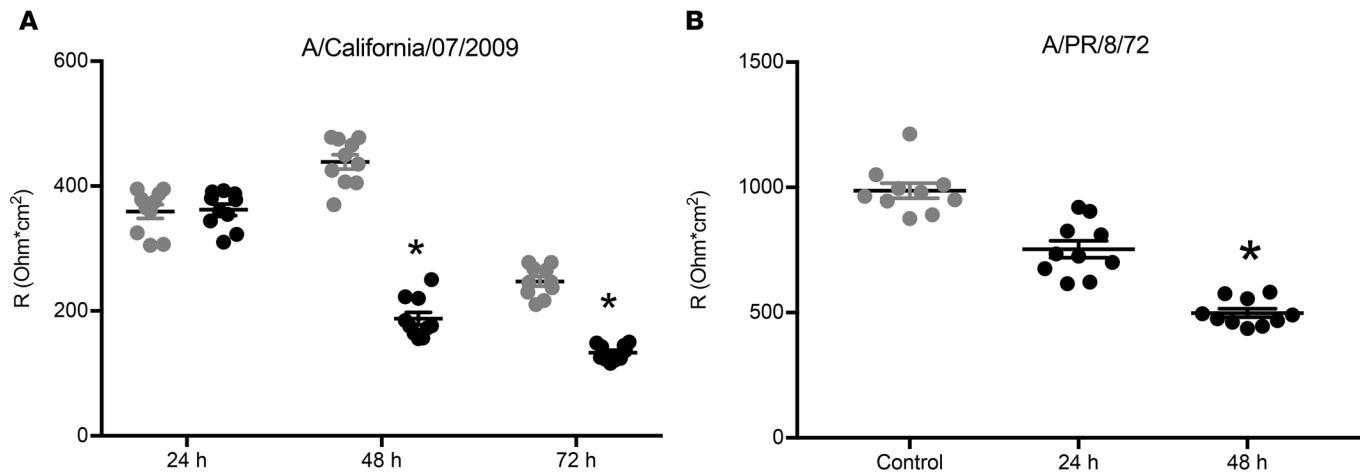 A
A/California/07/2009
R (Ohm*cm2)
600
400
200
0
*
*
24 h
48 h
72 h
B
A/PR/8/72
R (Ohm*cm2)
1500
1000
500
0
*
Control
24 h
48 h